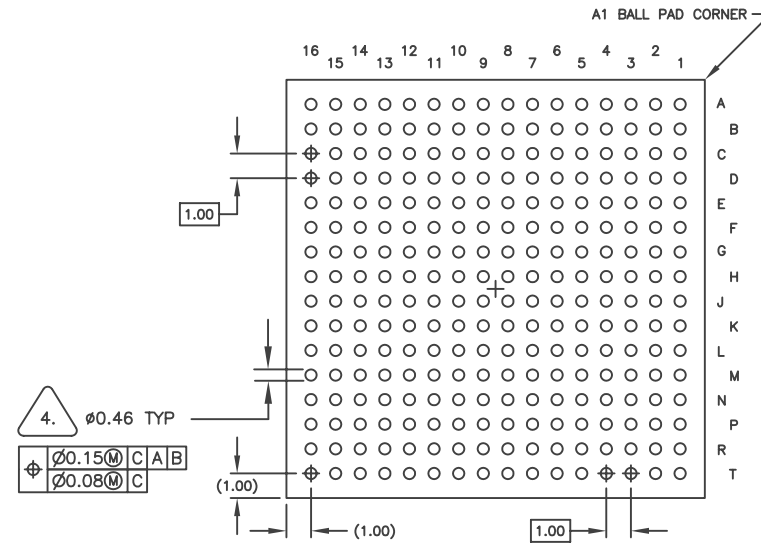 A1 BALL PAD CORNER
16 14 12 10 8 6 4 2
15 13 11 9 7 5 3 1
A
B
C
D
1.00
E
F
G
H
J
K
L
M
4. ø0.46 TYP
N
P
Ø0.15Ⓜ C A B
R
Ø0.08Ⓜ C
T
(1.00)
(1.00)
1.00